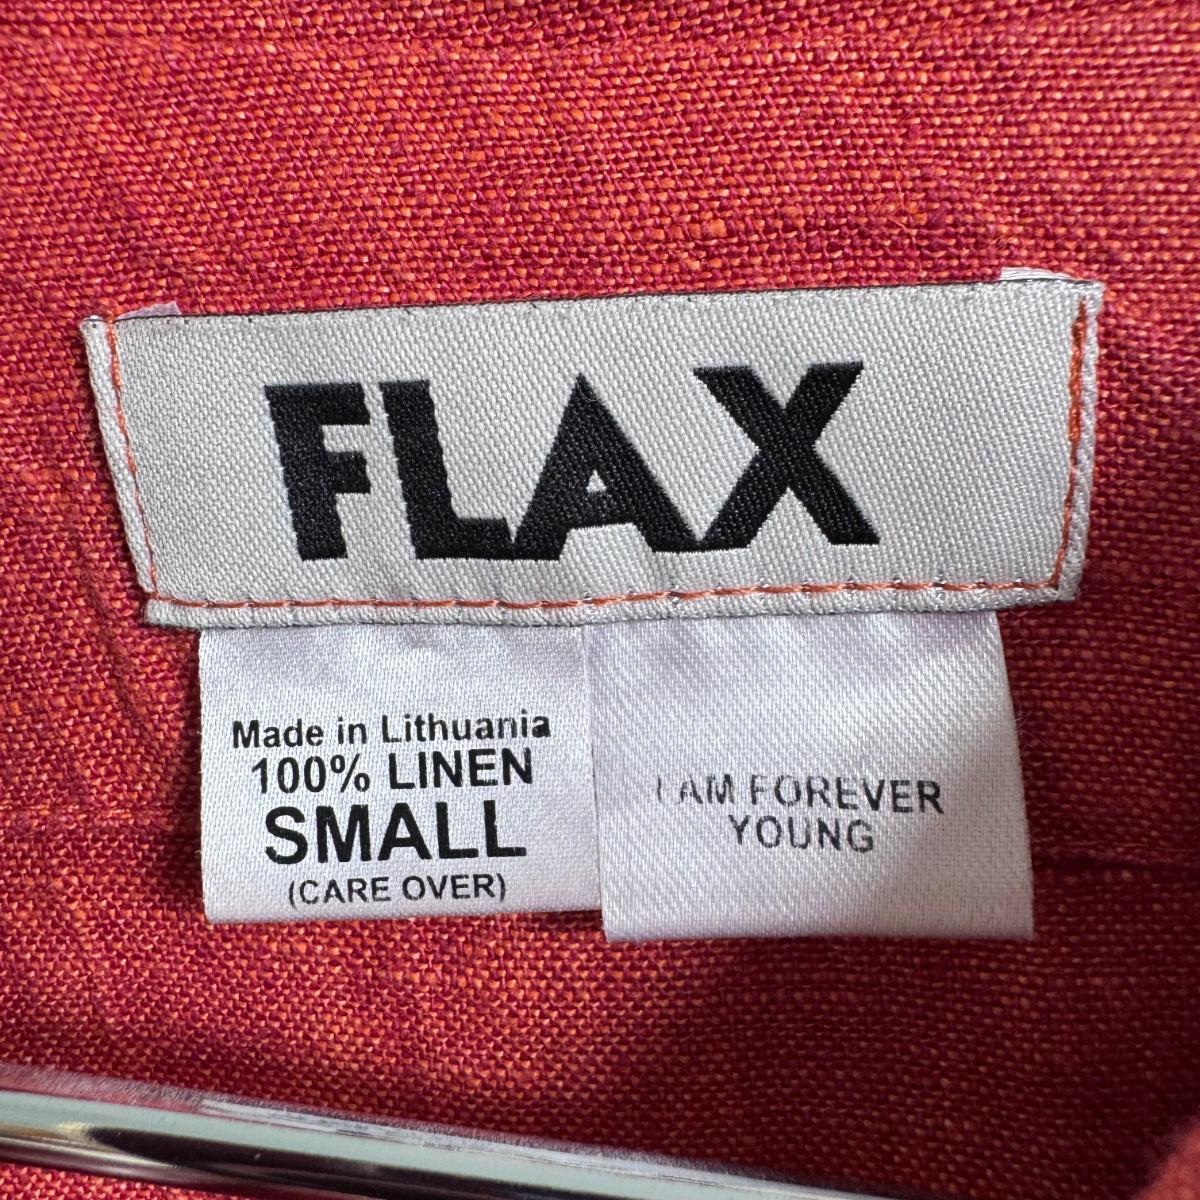 FLAX
Made in Lithuania
100% LINEN
SMALL
(CARE OVER)
I AM FOREVER
YOUNG